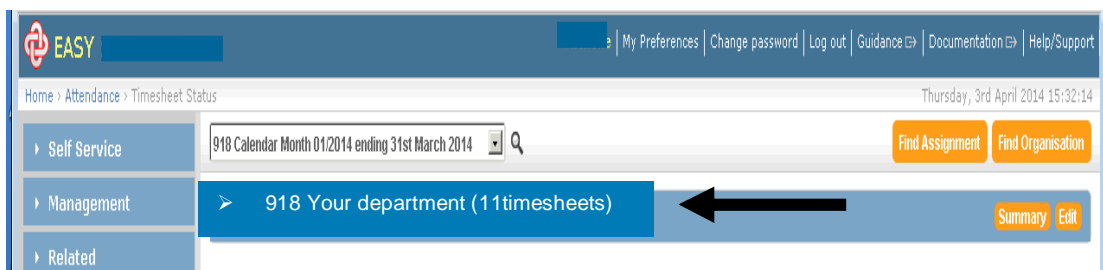 EASY
e | My Preferences | Change password | Log out | Guidance | Documentation | Help/Support
Home › Attendance › Timesheet Status
Thursday, 3rd April 2014 15:32:14
Self Service
918 Calendar Month 01/2014 ending 31st March 2014
Find Assignment
Find Organisation
Management
918 Your department (11timesheets)
Summary
Edit
Related